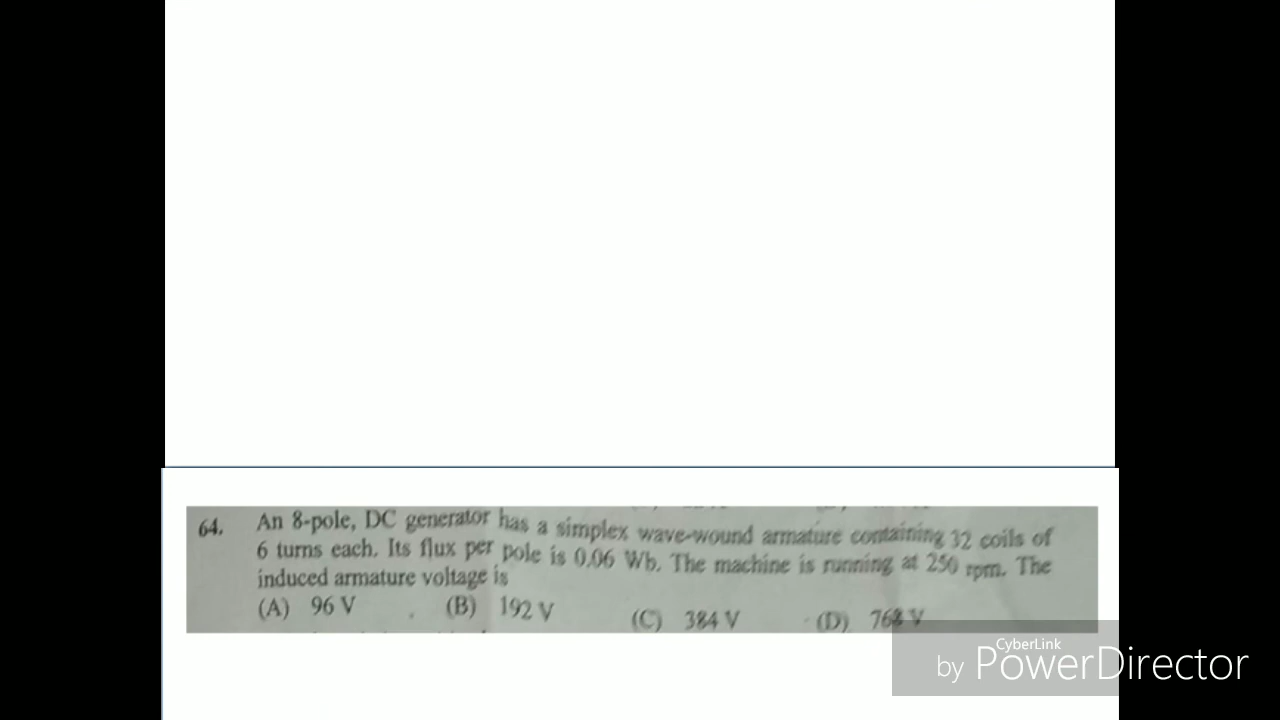 64. An 8-pole, DC generator has a simplex wave-wound armature containing 32 coils of
6 turns each. Its flux per pole is 0.06 Wb. The machine is running at 250 rpm. The
induced armature voltage is
(A) 96 V (B) 192 V (C) 384 V (D) 768 V
CyberLink
by PowerDirector